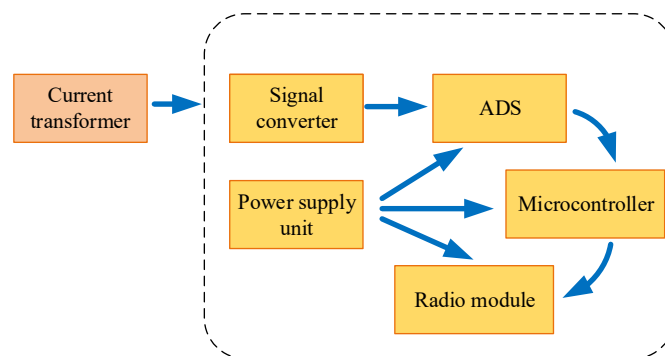 Current
transformer
Signal
converter
ADS
Power supply
unit
Microcontroller
Radio module